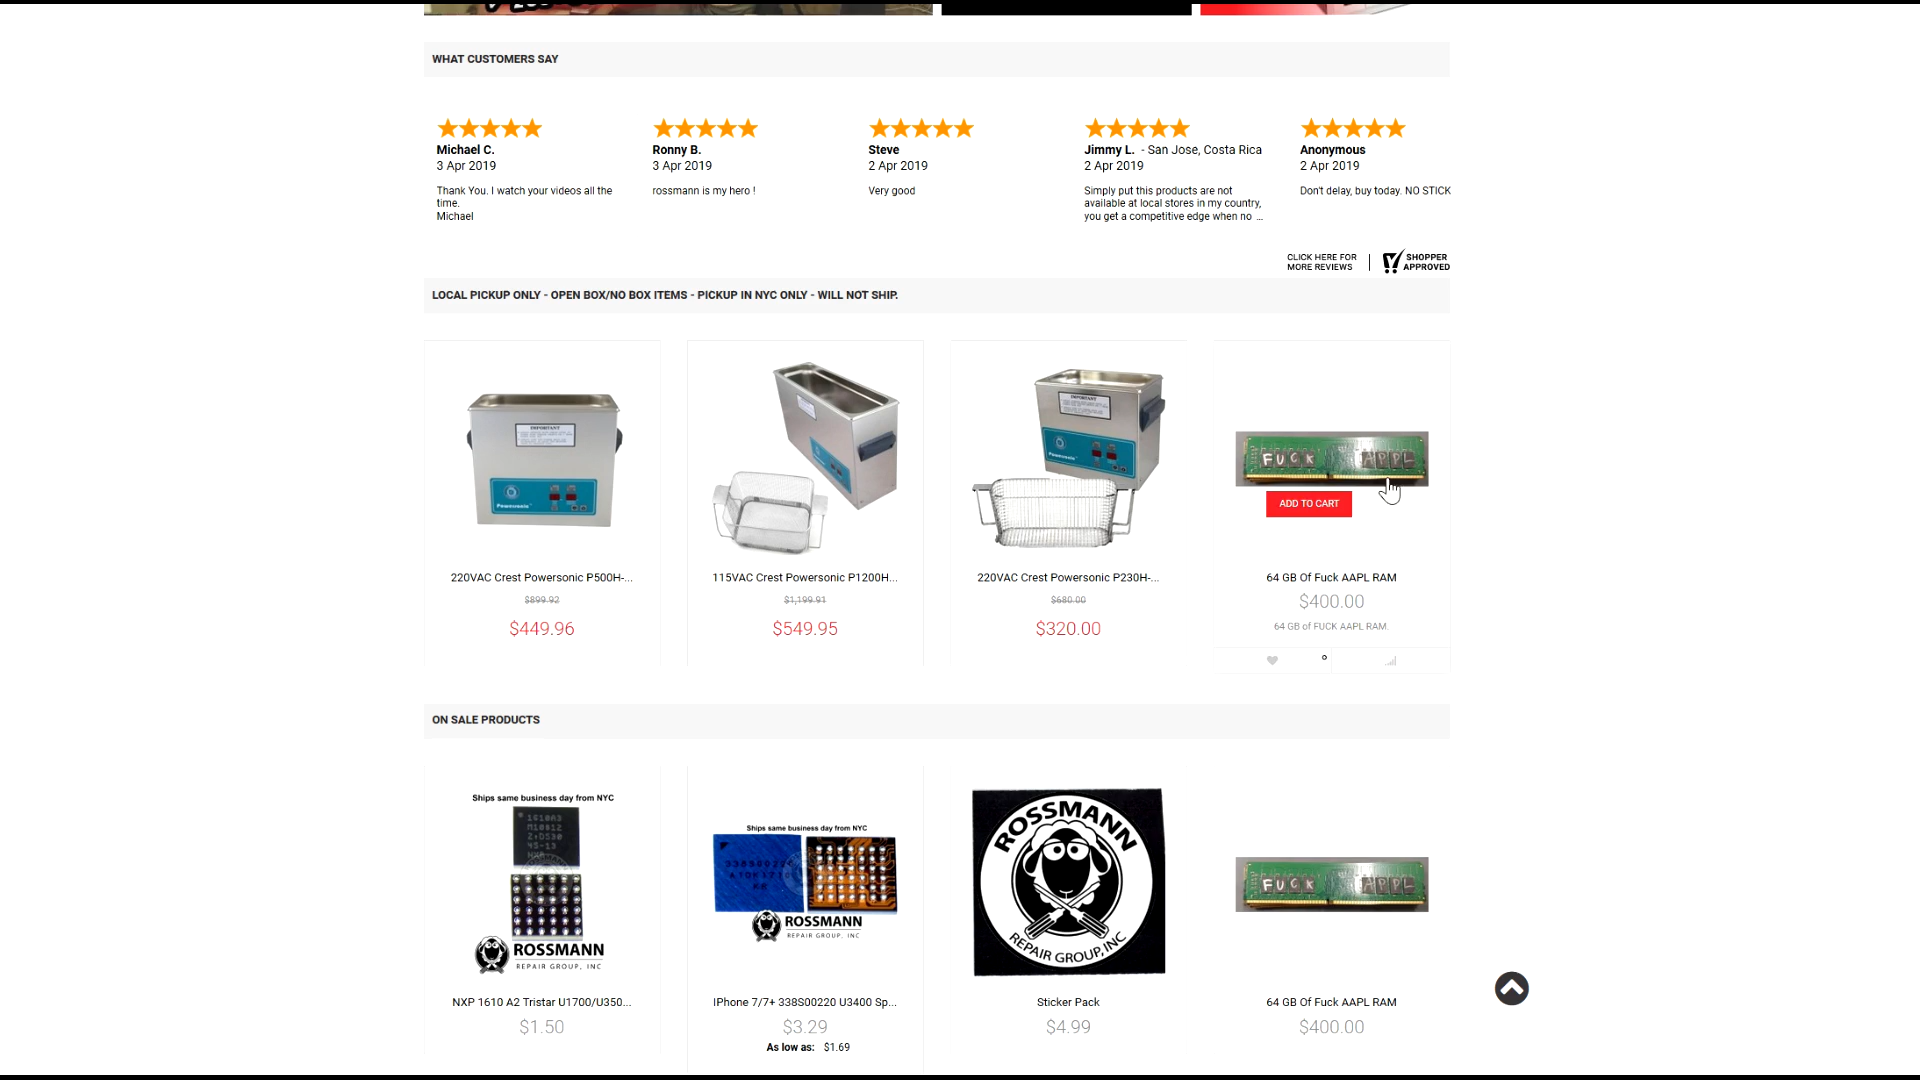 WHAT CUSTOMERS SAY
Michael C.
3 Apr 2019
Thank You. I watch your videos all the
time.
Michael
Ronny B.
3 Apr 2019
rossmann is my hero !
Steve
2 Apr 2019
Very good
Jimmy L. - San Jose, Costa Rica
2 Apr 2019
Simply put this products are not
available at local stores in my country,
you get a competitive edge when no ...
Anonymous
2 Apr 2019
Don't delay, buy today. NO STICK
CLICK HERE FOR
MORE REVIEWS
SHOPPER
APPROVED
LOCAL PICKUP ONLY - OPEN BOX/NO BOX ITEMS - PICKUP IN NYC ONLY - WILL NOT SHIP.
IMPORTANT
Powersonic
220VAC Crest Powersonic P500H-...
$899.92
$449.96
115VAC Crest Powersonic P1200H...
$1,199.91
$549.95
IMPORTANT
Powersonic
220VAC Crest Powersonic P230H-...
$680.00
$320.00
FUCK AAPL
ADD TO CART
64 GB Of Fuck AAPL RAM
$400.00
64 GB of FUCK AAPL RAM.
ON SALE PRODUCTS
Ships same business day from NYC
1610A3
ROSSMANN
REPAIR GROUP, INC
NXP 1610 A2 Tristar U1700/U350...
$1.50
Ships same business day from NYC
338S00220
ROSSMANN
REPAIR GROUP, INC
IPhone 7/7+ 338S00220 U3400 Sp...
$3.29
As low as: $1.69
ROSSMANN
REPAIR GROUP, INC
Sticker Pack
$4.99
FUCK AAPL
64 GB Of Fuck AAPL RAM
$400.00